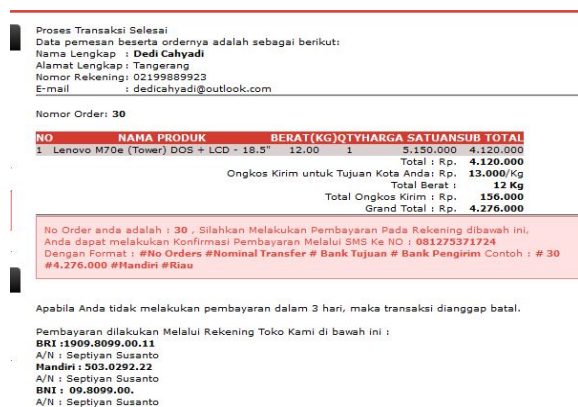 Proses Transaksi Selesai
Data pemesan beserta ordernya adalah sebagai berikut:
Nama Lengkap : Dedi Cahyadi
Alamat Lengkap : Tangerang
Nomor Rekening: 02199889923
E-mail : dedicahyadi@outlook.com
Nomor Order: 30
NO NAMA PRODUK BERAT(KG)QTYHARGA SATUANSUB TOTAL
1 Lenovo M70e (Tower) DOS + LCD - 18.5" 12.00 1 5.150.000 4.120.000
Total : Rp. 4.120.000
Ongkos Kirim untuk Tujuan Kota Anda: Rp. 13.000/Kg
Total Berat : 12 Kg
Total Ongkos Kirim : Rp. 156.000
Grand Total : Rp. 4.276.000
No Order anda adalah : 30 , Silahkan Melakukan Pembayaran Pada Rekening dibawah ini,
Anda dapat melakukan Konfirmasi Pembayaran Melalui SMS Ke NO : 081275371724
Dengan Format : #No Orders #Nominal Transfer # Bank Tujuan # Bank Pengirim Contoh : # 30
#4.276.000 #Mandiri #Riau
Apabila Anda tidak melakukan pembayaran dalam 3 hari, maka transaksi dianggap batal.
Pembayaran dilakukan Melalui Rekening Toko Kami di bawah ini :
BRI :1909.8099.00.11
A/N : Septiyan Susanto
Mandiri : 503.0292.22
A/N : Septiyan Susanto
BNI : 09.8099.00.
A/N : Septiyan Susanto